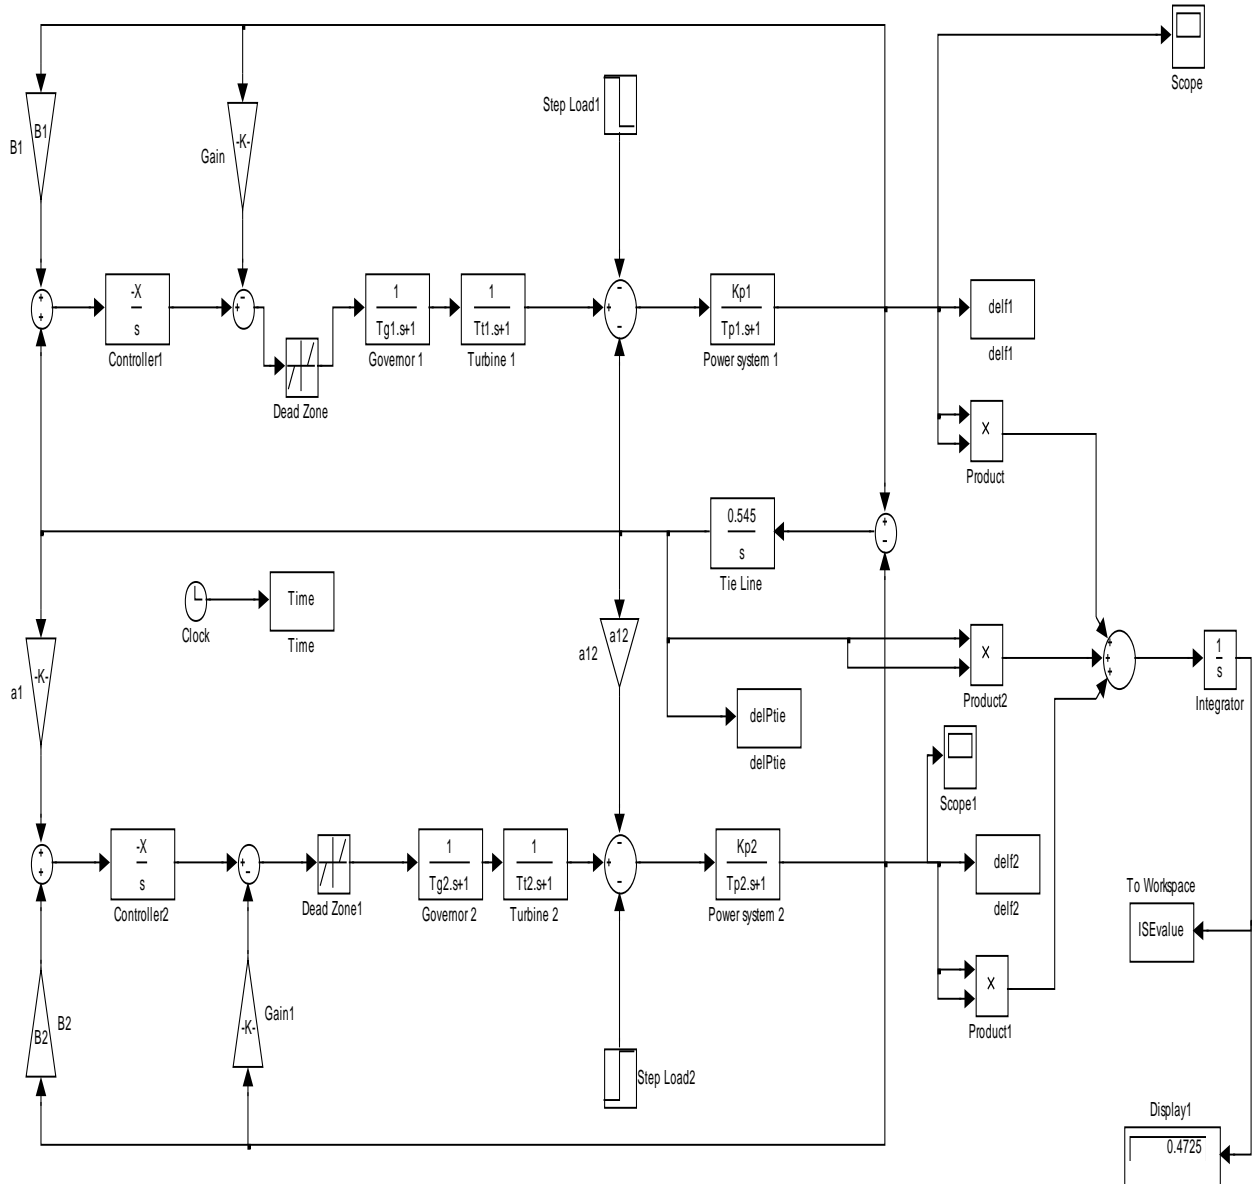 Scope
Step Load1
B1
B1
-K-
Gain
+
+
-X
s
Controller1
-
+
Dead Zone
1
Tg1.s+1
Governor 1
1
Tt1.s+1
Turbine 1
-
+
-
Kp1
Tp1.s+1
Power system 1
delf1
delf1
X
Product
0.545
s
Tie Line
+
-
Clock
Time
Time
-K-
a1
a12
a12
X
Product2
delPtie
delPtie
+
+
+
1
s
Integrator
Scope1
+
+
-X
s
Controller2
+
-
Dead Zone1
1
Tg2.s+1
Governor 2
1
Tt2.s+1
Turbine 2
-
+
-
Kp2
Tp2.s+1
Power system 2
delf2
delf2
To Workspace
ISEvalue
X
Product1
B2
B2
-K-
Gain1
Step Load2
Display1
0.4725